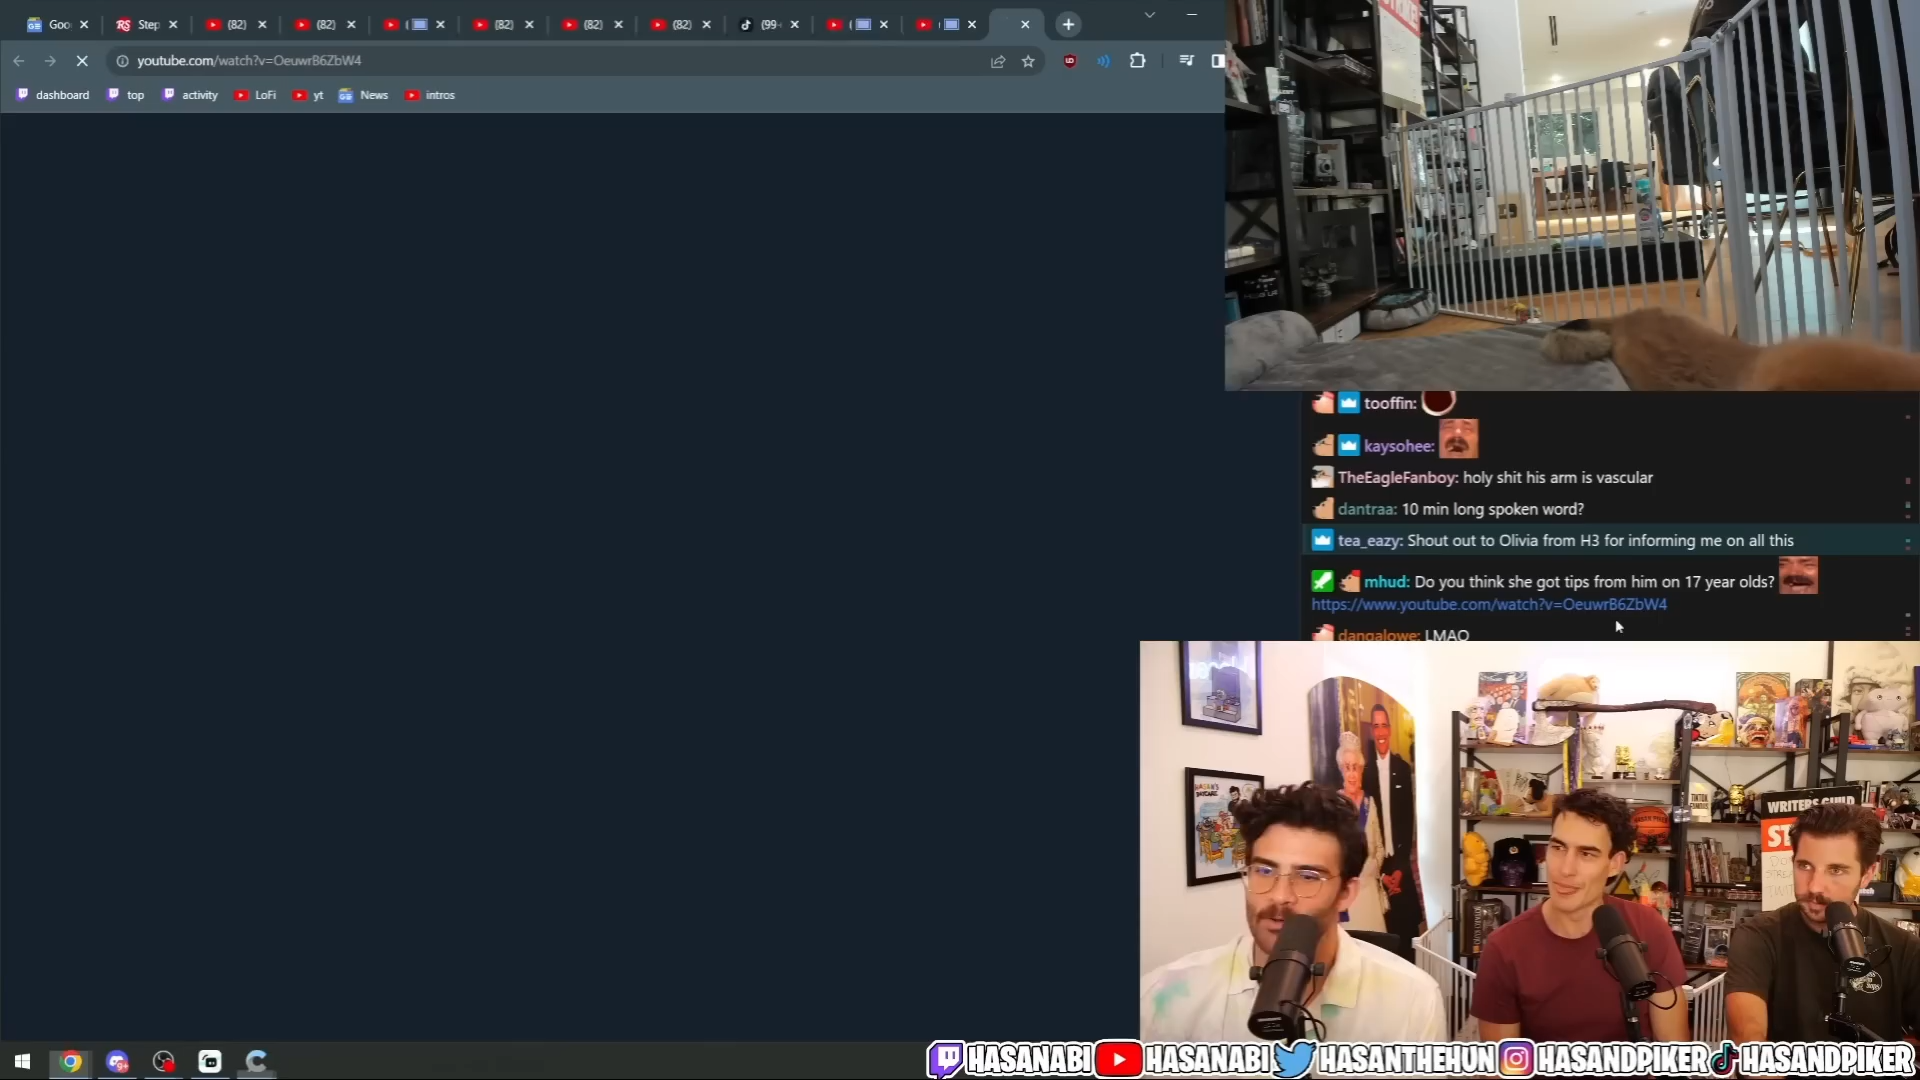 Goo
Step
(82)
(82)
(
(82)
(82)
(82)
(99
(
(
youtube.com/watch?v=OeuwrB6ZbW4
dashboard
top
activity
LoFi
yt
News
intros
tooffin:
kaysohee:
TheEagleFanboy: holy shit his arm is vascular
dantraa: 10 min long spoken word?
tea_eazy: Shout out to Olivia from H3 for informing me on all this
mhud: Do you think she got tips from him on 17 year olds?
https://www.youtube.com/watch?v=OeuwrB6ZbW4
dangalowe: LMAO
HASAN'S
WRITERS GUILD
HASANABI HASANABI HASANTHEHUN HASANDPIKER HASANDPIKER